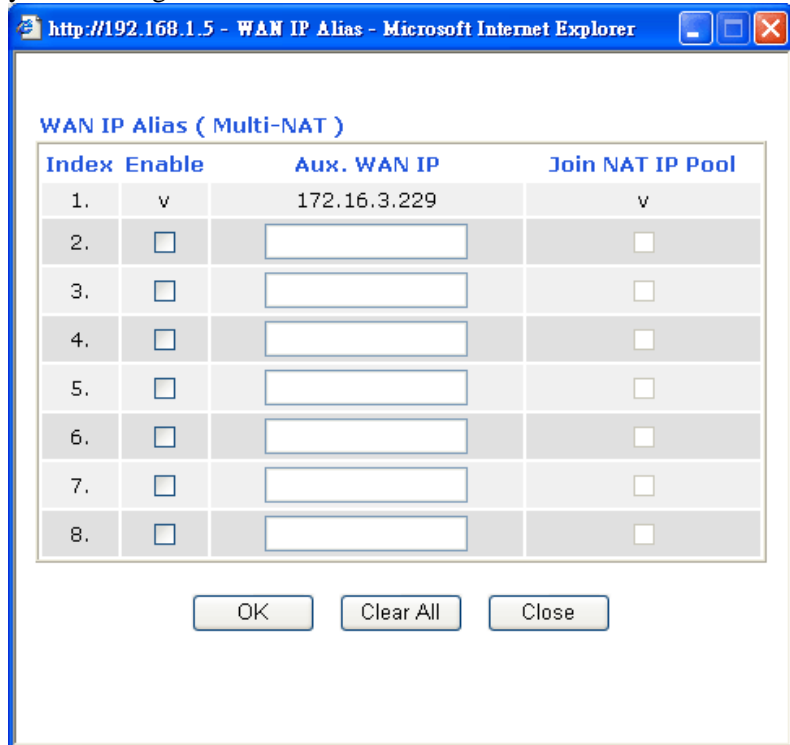 http://192.168.1.5 - WAN IP Alias - Microsoft Internet Explorer
WAN IP Alias ( Multi-NAT )
Index Enable Aux. WAN IP Join NAT IP Pool
1. v 172.16.3.229 v
2.
3.
4.
5.
6.
7.
8.
OK Clear All Close